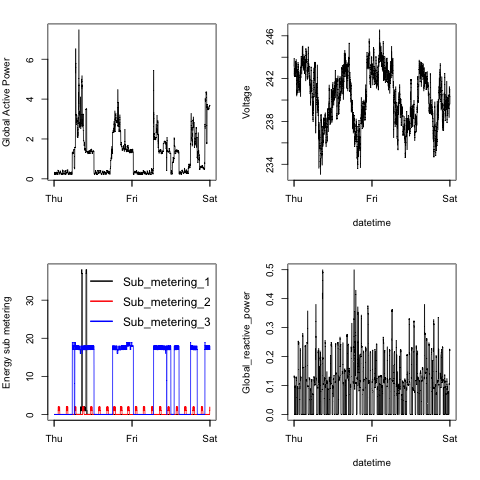 Global Active Power
0 2 4 6
Thu Fri Sat
Voltage
234 238 242 246
Thu Fri Sat
datetime
Energy sub metering
0 10 20 30
Sub_metering_1
Sub_metering_2
Sub_metering_3
Thu Fri Sat
Global_reactive_power
0.0 0.1 0.2 0.3 0.4 0.5
Thu Fri Sat
datetime